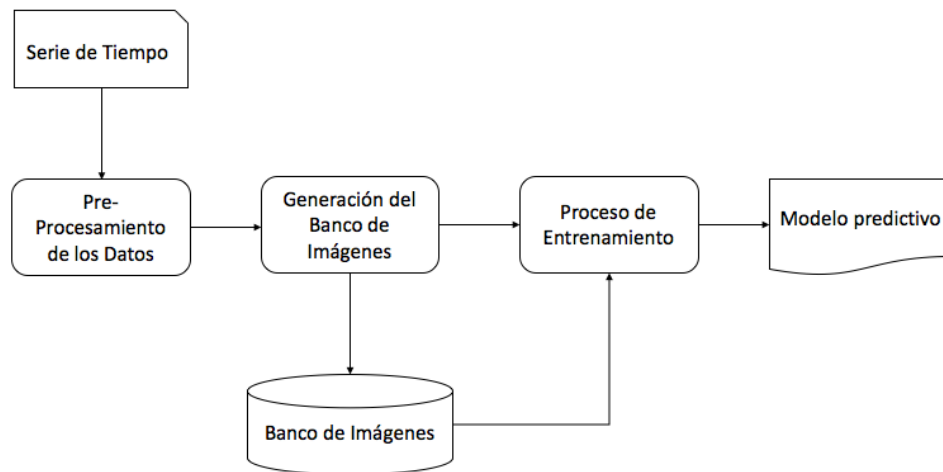 Serie de Tiempo
Pre-
Procesamiento
de los Datos
Generación del
Banco de
Imágenes
Proceso de
Entrenamiento
Modelo predictivo
Banco de Imágenes